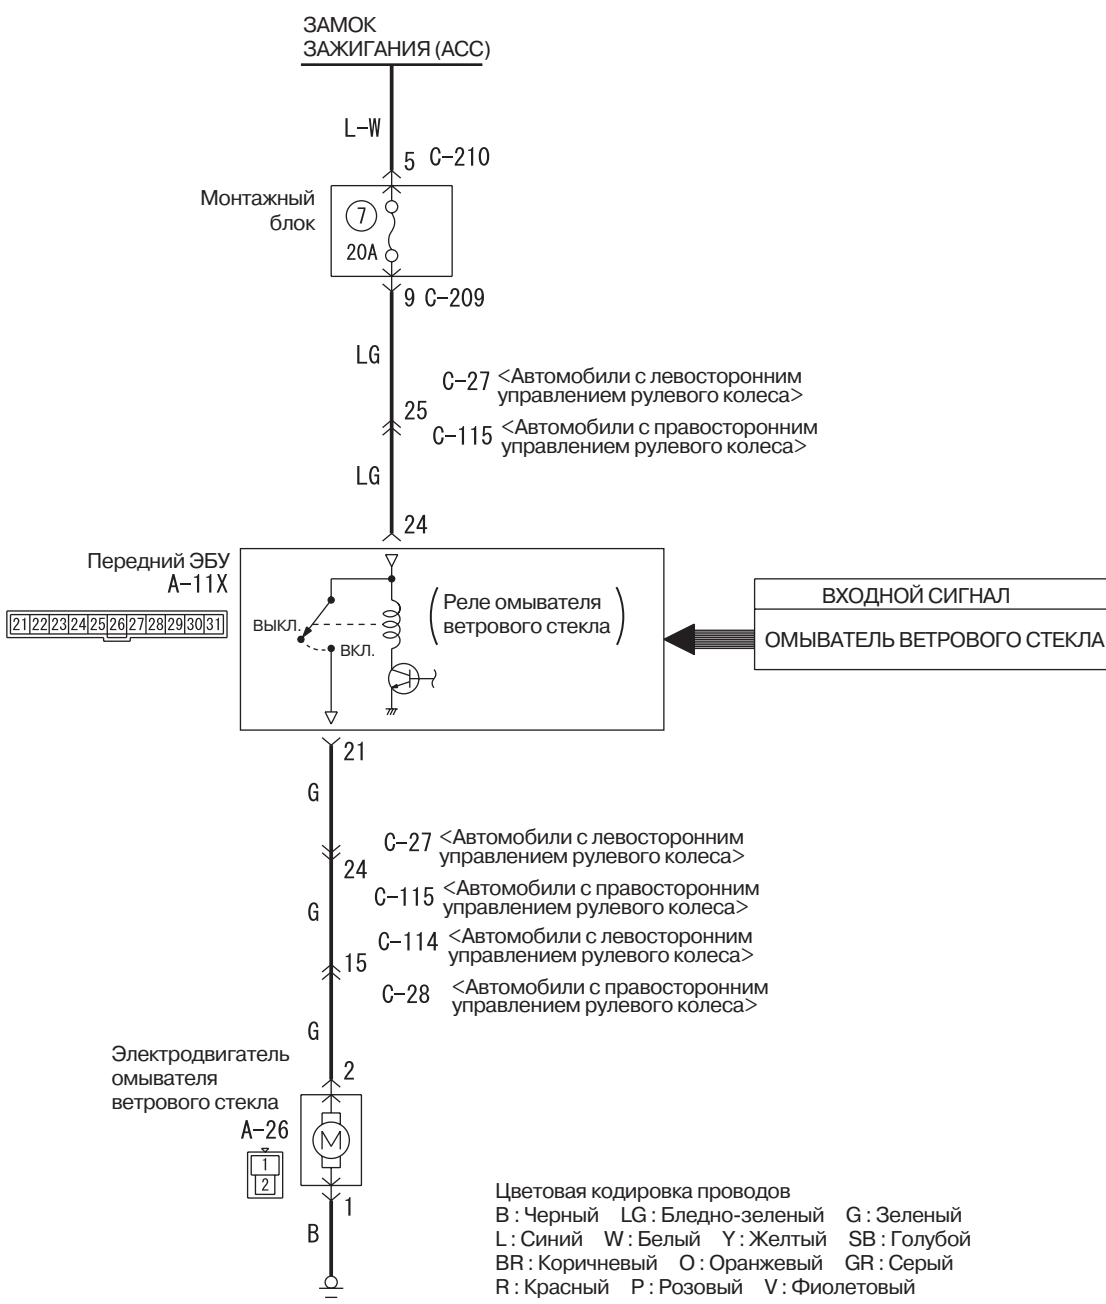 ЗАМОК
ЗАЖИГАНИЯ (ACC)
L-W
5 C-210
Монтажный
блок
7
20A
9 C-209
LG
C-27 <Автомобили с левосторонним
управлением рулевого колеса>
25
C-115 <Автомобили с правосторонним
управлением рулевого колеса>
LG
24
Передний ЭБУ
A-11X
21 22 23 24 25 26 27 28 29 30 31
ВЫКЛ.
ВКЛ.
(Реле омывателя
ветрового стекла)
ВХОДНОЙ СИГНАЛ
ОМЫВАТЕЛЬ ВЕТРОВОГО СТЕКЛА
21
G
C-27 <Автомобили с левосторонним
управлением рулевого колеса>
24
C-115 <Автомобили с правосторонним
управлением рулевого колеса>
G
C-114 <Автомобили с левосторонним
управлением рулевого колеса>
15
C-28 <Автомобили с правосторонним
управлением рулевого колеса>
G
Электродвигатель
омывателя
ветрового стекла
2
A-26
M
1
2
1
B
Цветовая кодировка проводов
B : Черный LG : Бледно-зеленый G : Зеленый
L : Синий W : Белый Y : Желтый SB : Голубой
BR : Коричневый O : Оранжевый GR : Серый
R : Красный P : Розовый V : Фиолетовый